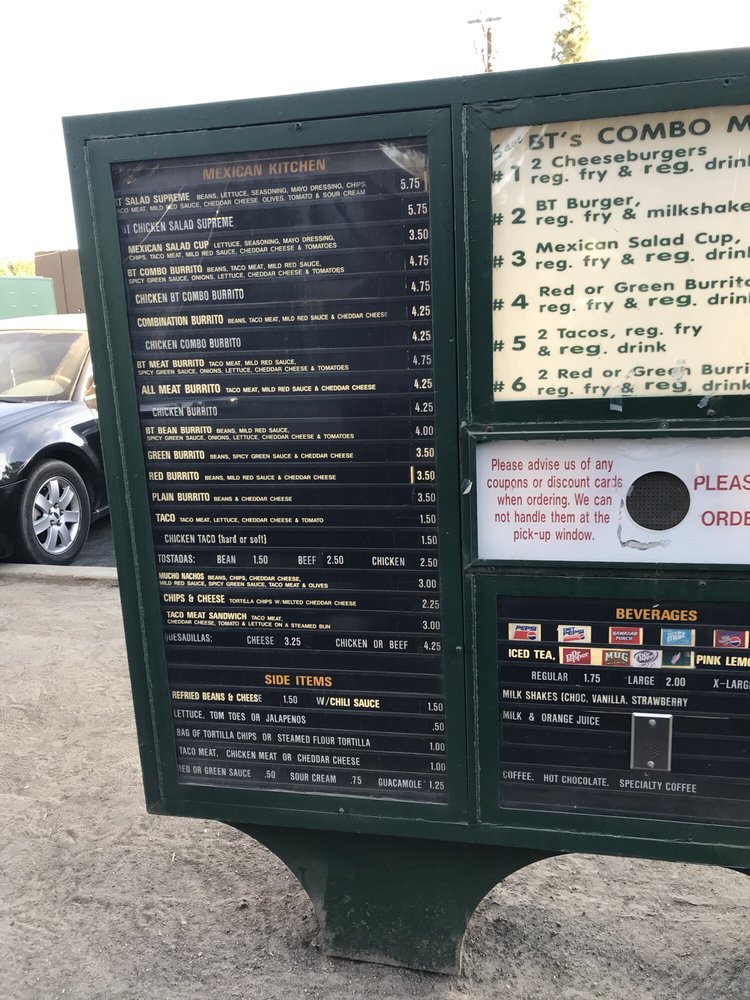 MEXICAN KITCHEN
BT SALAD SUPREME BEANS, LETTUCE, SEASONING, MAYO DRESSING, CHIPS, 5.75
TACO MEAT, MILD RED SAUCE, CHEDDAR CHEESE, OLIVES, TOMATO & SOUR CREAM
BT CHICKEN SALAD SUPREME 5.75
MEXICAN SALAD CUP LETTUCE, SEASONING, MAYO DRESSING, 3.50
CHIPS, TACO MEAT, MILD RED SAUCE, CHEDDAR CHEESE & TOMATOES
BT COMBO BURRITO BEANS, TACO MEAT, MILD RED SAUCE, 4.75
SPICY GREEN SAUCE, ONIONS, LETTUCE, CHEDDAR CHEESE & TOMATOES
CHICKEN BT COMBO BURRITO 4.75
COMBINATION BURRITO BEANS, TACO MEAT, MILD RED SAUCE & CHEDDAR CHEESE 4.25
CHICKEN COMBO BURRITO 4.25
BT MEAT BURRITO TACO MEAT, MILD RED SAUCE, 4.75
SPICY GREEN SAUCE, ONIONS, LETTUCE, CHEDDAR CHEESE & TOMATOES
ALL MEAT BURRITO TACO MEAT, MILD RED SAUCE & CHEDDAR CHEESE 4.25
CHICKEN BURRITO 4.25
BT BEAN BURRITO BEANS, MILD RED SAUCE, 4.00
SPICY GREEN SAUCE, ONIONS, LETTUCE, CHEDDAR CHEESE & TOMATOES
GREEN BURRITO BEANS, SPICY GREEN SAUCE & CHEDDAR CHEESE 3.50
RED BURRITO BEANS, MILD RED SAUCE & CHEDDAR CHEESE 3.50
PLAIN BURRITO BEANS & CHEDDAR CHEESE 3.50
TACO TACO MEAT, LETTUCE, CHEDDAR CHEESE & TOMATO 1.50
CHICKEN TACO (hard or soft) 1.50
TOSTADAS: BEAN 1.50 BEEF 2.50 CHICKEN 2.50
MUCHO NACHOS BEANS, CHIPS, CHEDDAR CHEESE, 3.00
MILD RED SAUCE, SPICY GREEN SAUCE, TACO MEAT & OLIVES
CHIPS & CHEESE TORTILLA CHIPS W/MELTED CHEDDAR CHEESE 2.25
TACO MEAT SANDWICH TACO MEAT, 3.00
CHEDDAR CHEESE, TOMATO & LETTUCE ON A STEAMED BUN
UESADILLAS: CHEESE 3.25 CHICKEN OR BEEF 4.25
SIDE ITEMS
REFRIED BEANS & CHEESE 1.50 W/CHILI SAUCE 1.50
LETTUCE, TOM TOES OR JALAPENOS .50
BAG OF TORTILLA CHIPS OR STEAMED FLOUR TORTILLA 1.00
TACO MEAT, CHICKEN MEAT OR CHEDDAR CHEESE 1.00
RED OR GREEN SAUCE .50 SOUR CREAM .75 GUACAMOLE 1.25
Save BT's COMBO M
#1 2 Cheeseburgers
reg. fry & reg. drink
#2 BT Burger,
reg. fry & milkshake
#3 Mexican Salad Cup,
reg. fry & reg. drink
#4 Red or Green Burrito
reg. fry & reg. drink
#5 2 Tacos, reg. fry
& reg. drink
#6 2 Red or Green Burri
reg. fry & reg. drink
Please advise us of any
coupons or discount cards
when ordering. We can
not handle them at the
pick-up window.
PLEAS
ORDE
BEVERAGES
PEPSI DIET PEPSI HAWAIIAN PUNCH mist PEPSI
ICED TEA, Dr Pepper MUG Dr Pepper PINK LEMO
REGULAR 1.75 LARGE 2.00 X-LARG
MILK SHAKES (CHOC, VANILLA, STRAWBERRY
MILK & ORANGE JUICE
COFFEE, HOT CHOCOLATE, SPECIALTY COFFEE